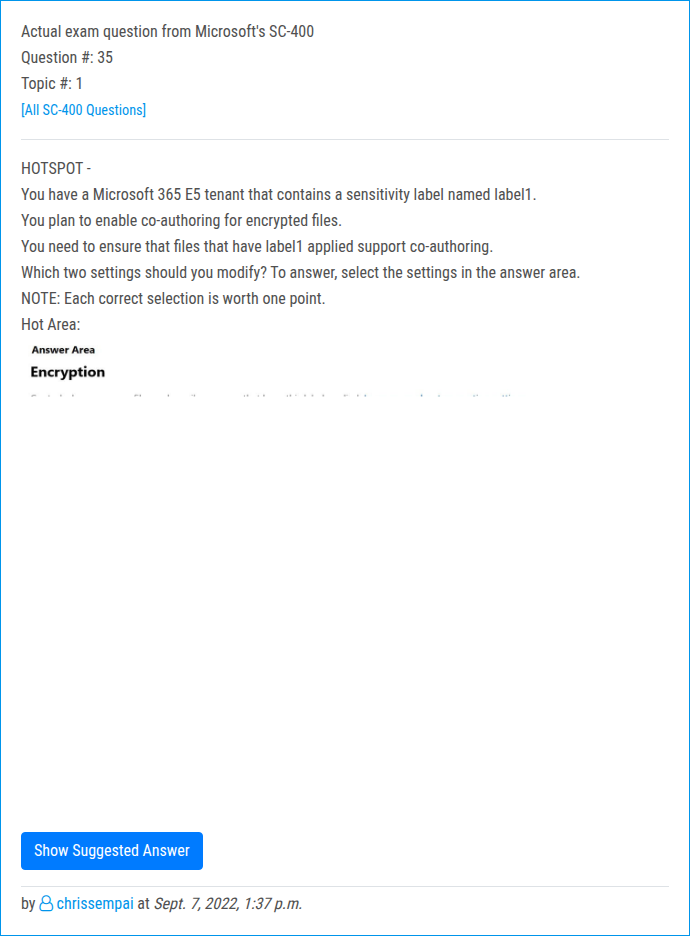 Actual exam question from Microsoft's SC-400
Question #: 35
Topic #: 1
[All SC-400 Questions]
HOTSPOT -
You have a Microsoft 365 E5 tenant that contains a sensitivity label named label1.
You plan to enable co-authoring for encrypted files.
You need to ensure that files that have label1 applied support co-authoring.
Which two settings should you modify? To answer, select the settings in the answer area.
NOTE: Each correct selection is worth one point.
Hot Area:
Answer Area
Encryption
Show Suggested Answer
by chrissempai at Sept. 7, 2022, 1:37 p.m.